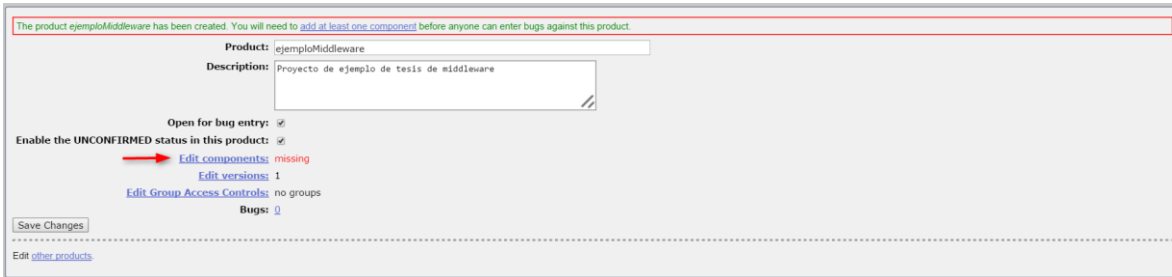 The product ejemploMiddleware has been created. You will need to add at least one component before anyone can enter bugs against this product.
Product: ejemploMiddleware
Description: Proyecto de ejemplo de tesis de middleware
Open for bug entry:
Enable the UNCONFIRMED status in this product:
Edit components: missing
Edit versions: 1
Edit Group Access Controls: no groups
Bugs: 0
Save Changes
Edit other products.